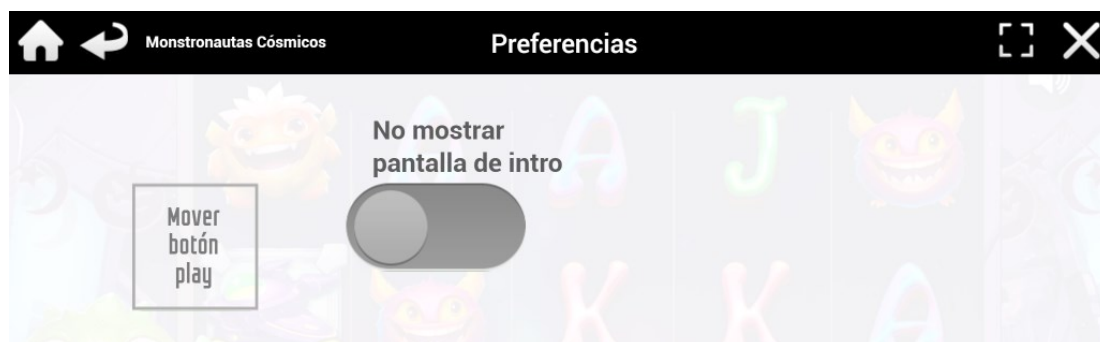 Monstronautas Cósmicos
Preferencias
No mostrar
pantalla de intro
Mover
botón
play
A
A
J
K
K
A